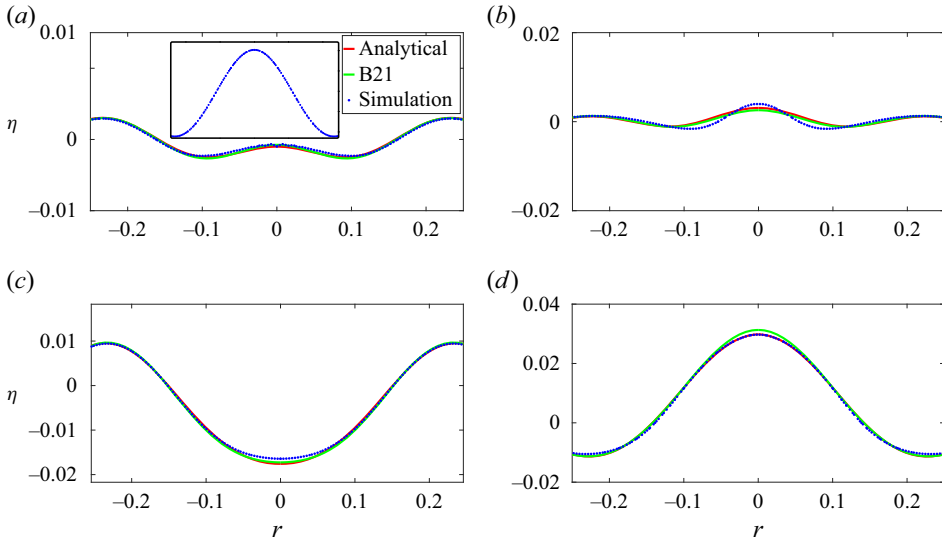 (a) (b)
0.01 0.02
Analytical
B21
Simulation
η 0 0
–0.01 –0.02
–0.2 –0.1 0 0.1 0.2 –0.2 –0.1 0 0.1 0.2
(c) (d)
0.04
0.01
0.02
η 0
–0.01 0
–0.02 –0.02
–0.2 –0.1 0 0.1 0.2 –0.2 –0.1 0 0.1 0.2
r r